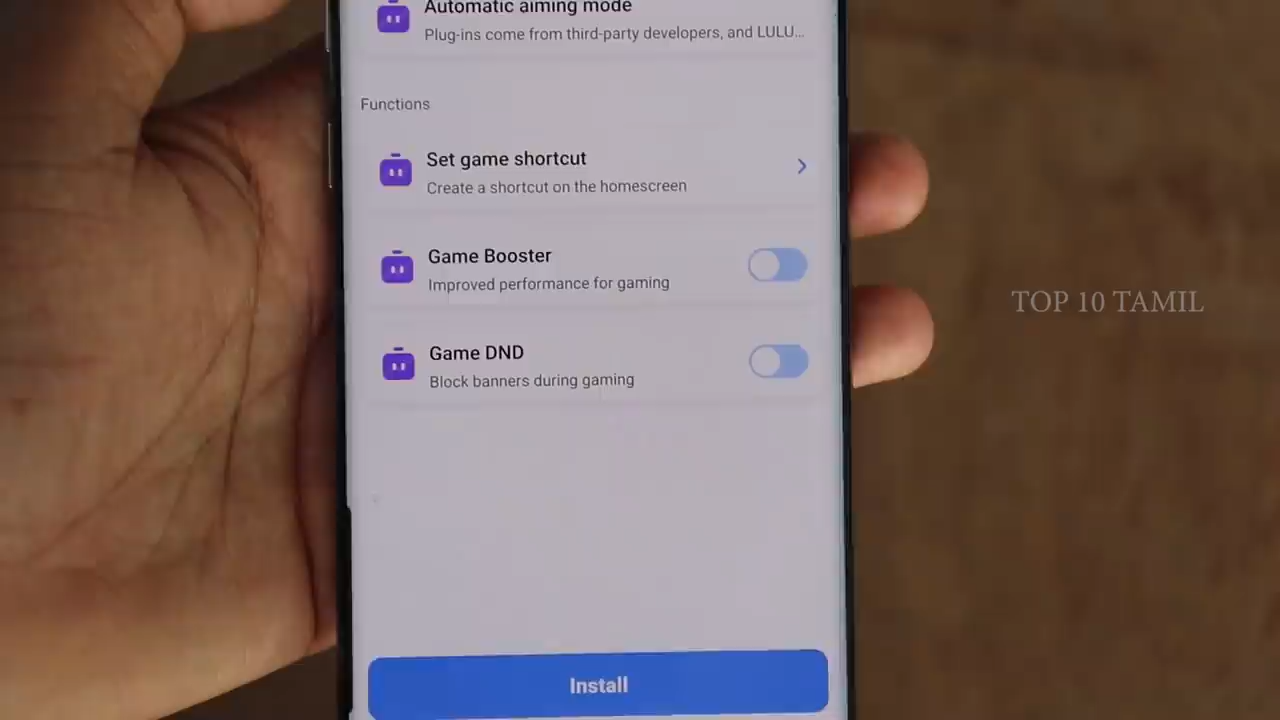 Automatic aiming mode
Plug-ins come from third-party developers, and LULU...
Functions
Set game shortcut
Create a shortcut on the homescreen
Game Booster
Improved performance for gaming
Game DND
Block banners during gaming
Install
TOP 10 TAMIL